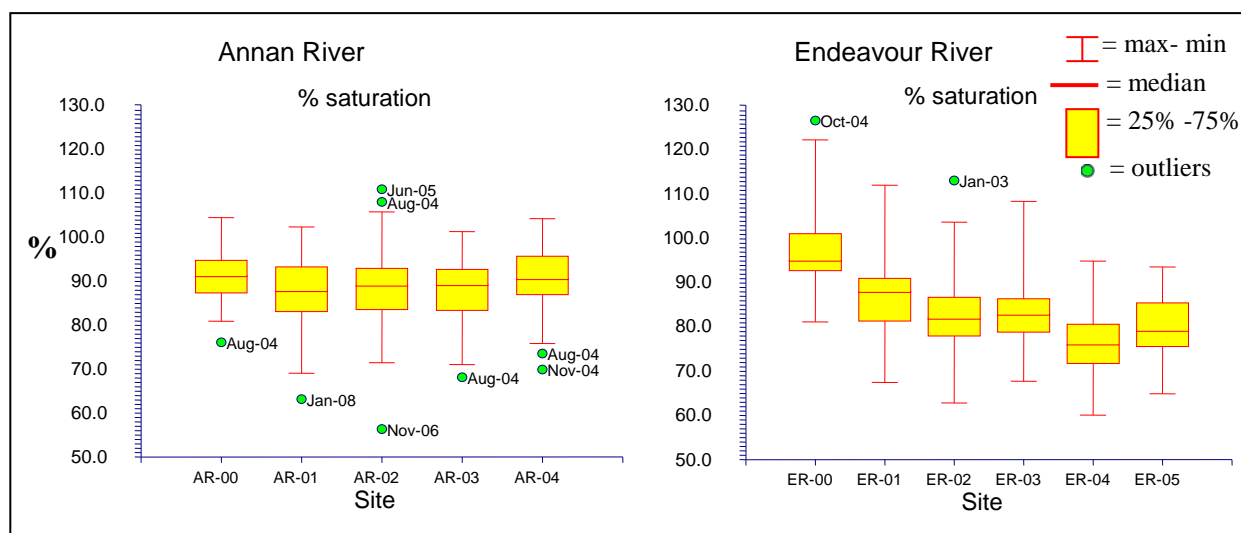 Annan River
% saturation
%
130.0
120.0
110.0
100.0
90.0
80.0
70.0
60.0
50.0
Jun-05
Aug-04
Aug-04
Aug-04
Aug-04
Nov-04
Jan-08
Nov-06
AR-00 AR-01 AR-02 AR-03 AR-04
Site
Endeavour River
% saturation
130.0
120.0
110.0
100.0
90.0
80.0
70.0
60.0
50.0
Oct-04
Jan-03
ER-00 ER-01 ER-02 ER-03 ER-04 ER-05
Site
= max- min
= median
= 25% -75%
= outliers